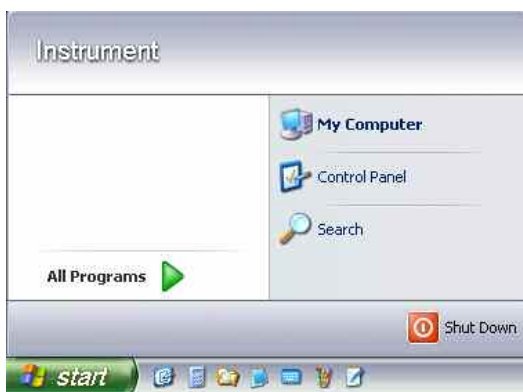 Instrument
My Computer
Control Panel
Search
All Programs
Shut Down
start